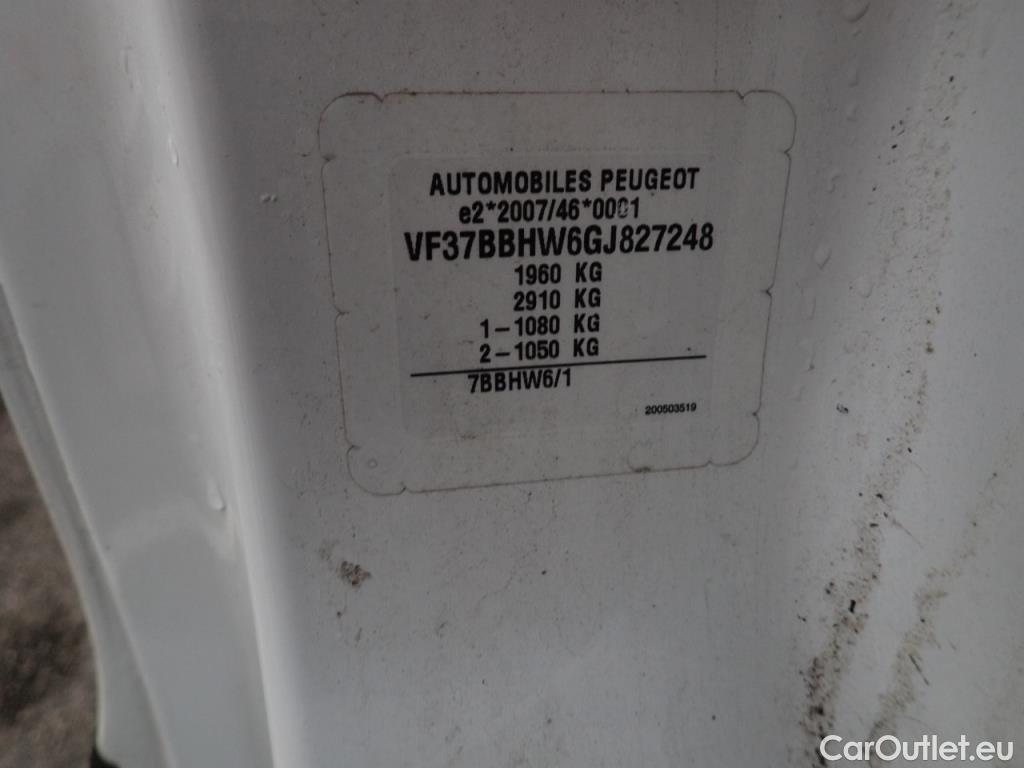 AUTOMOBILES PEUGEOT
e2*2007/46*0001
VF37BBHW6GJ827248
1960 KG
2910 KG
1-1080 KG
2-1050 KG
7BBHW6/1
200503519
CarOutlet.eu